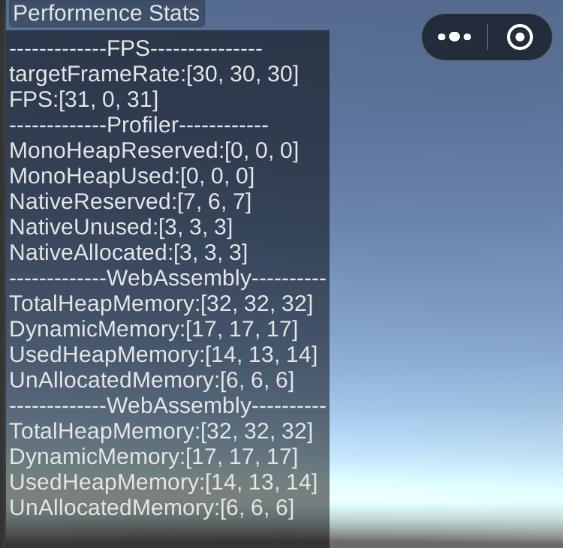 Performence Stats
-------------FPS---------------
targetFrameRate:[30, 30, 30]
FPS:[31, 0, 31]
-------------Profiler------------
MonoHeapReserved:[0, 0, 0]
MonoHeapUsed:[0, 0, 0]
NativeReserved:[7, 6, 7]
NativeUnused:[3, 3, 3]
NativeAllocated:[3, 3, 3]
-------------WebAssembly----------
TotalHeapMemory:[32, 32, 32]
DynamicMemory:[17, 17, 17]
UsedHeapMemory:[14, 13, 14]
UnAllocatedMemory:[6, 6, 6]
-------------WebAssembly----------
TotalHeapMemory:[32, 32, 32]
DynamicMemory:[17, 17, 17]
UsedHeapMemory:[14, 13, 14]
UnAllocatedMemory:[6, 6, 6]